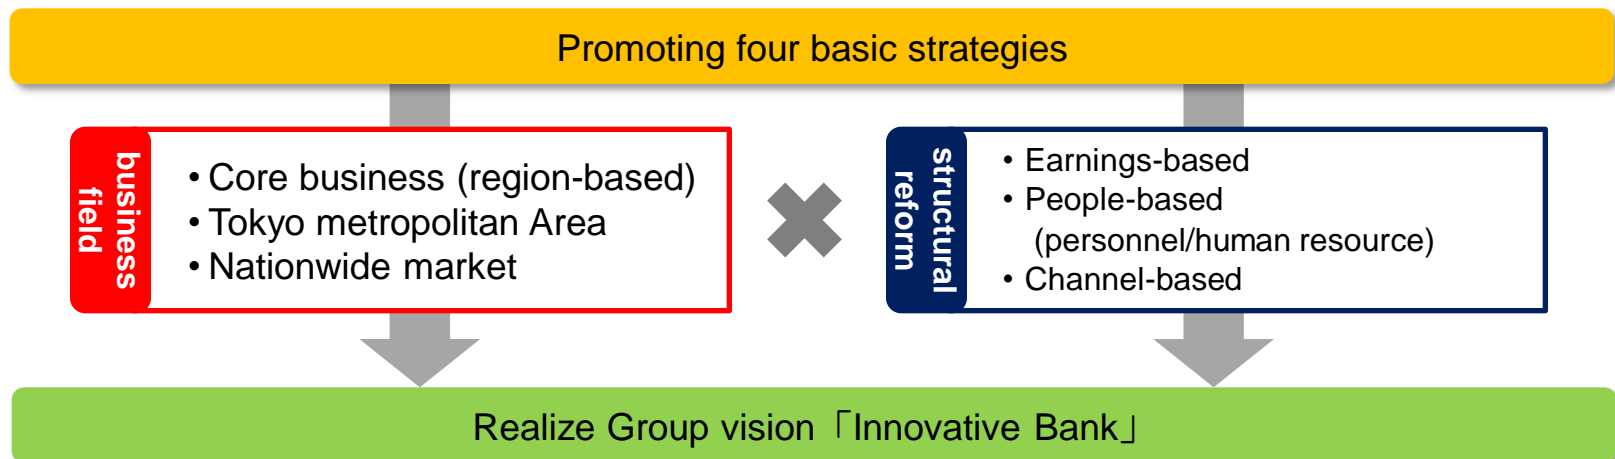 Promoting four basic strategies
business
field
• Core business (region-based)
• Tokyo metropolitan Area
• Nationwide market
structural
reform
• Earnings-based
• People-based
(personnel/human resource)
• Channel-based
Realize Group vision「Innovative Bank」